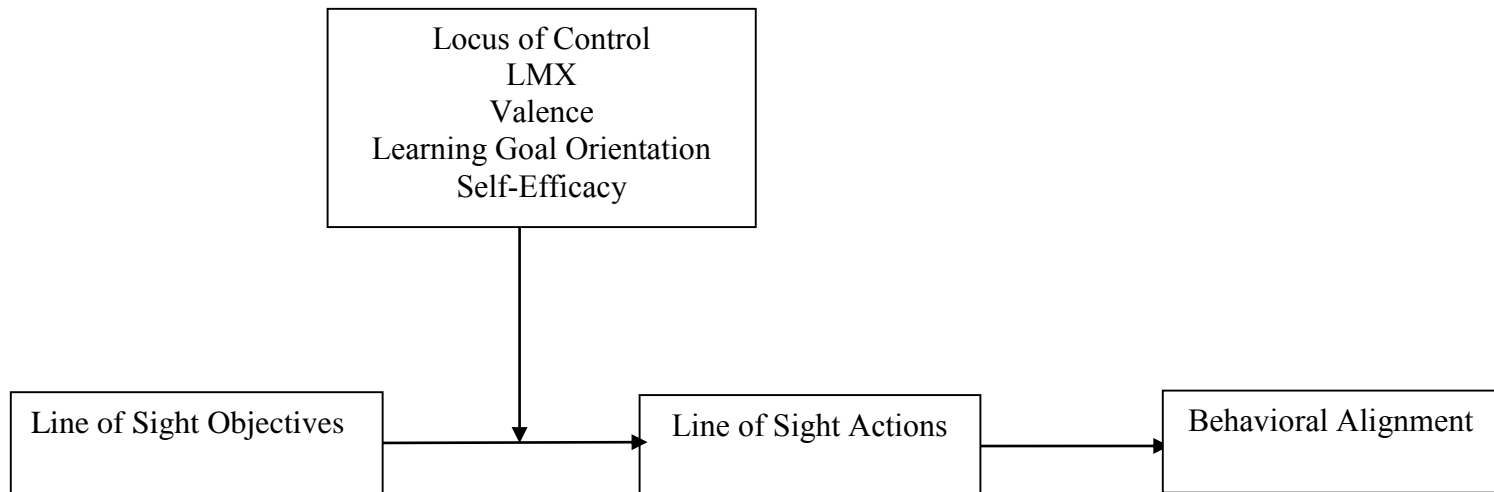 Locus of Control
LMX
Valence
Learning Goal Orientation
Self-Efficacy
Line of Sight Objectives
Line of Sight Actions
Behavioral Alignment